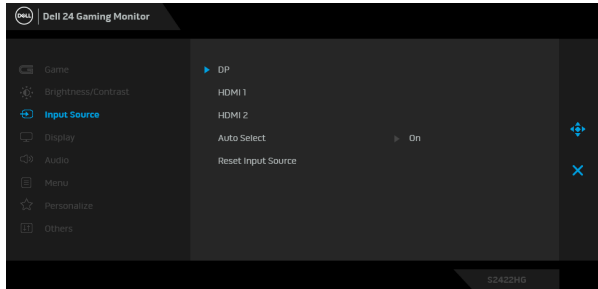 DELL Dell 24 Gaming Monitor
Game
Brightness/Contrast
Input Source
Display
Audio
Menu
Personalize
Others
DP
HDMI 1
HDMI 2
Auto Select On
Reset Input Source
S2422HG